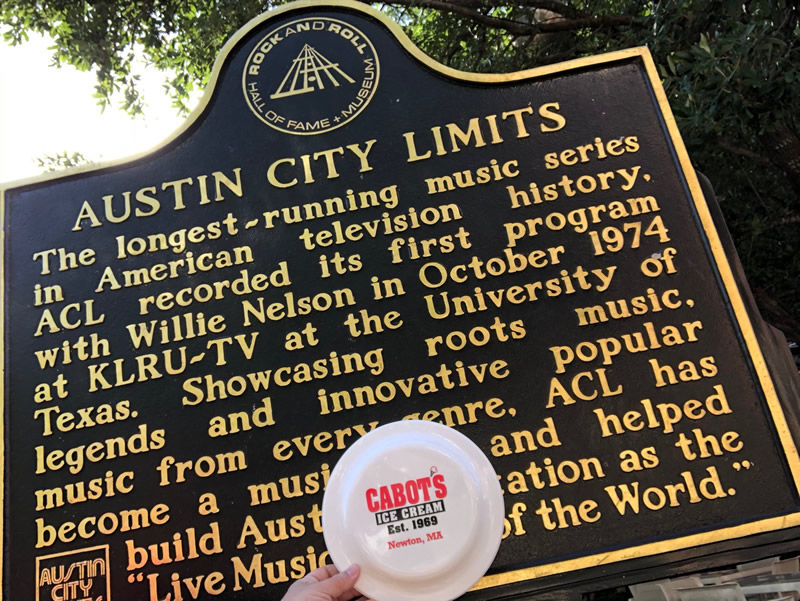 ROCK AND ROLL
HALL OF FAME + MUSEUM
AUSTIN CITY LIMITS
The longest-running music series
in American television history,
ACL recorded its first program
with Willie Nelson in October 1974
at KLRU-TV at the University of
Texas. Showcasing roots music,
legends and innovative popular
music from every genre, ACL has
become a and helped
build as the
"Live Music of the World."
AUSTIN
CITY
CABOT'S
ICE CREAM
Est. 1969
Newton, MA